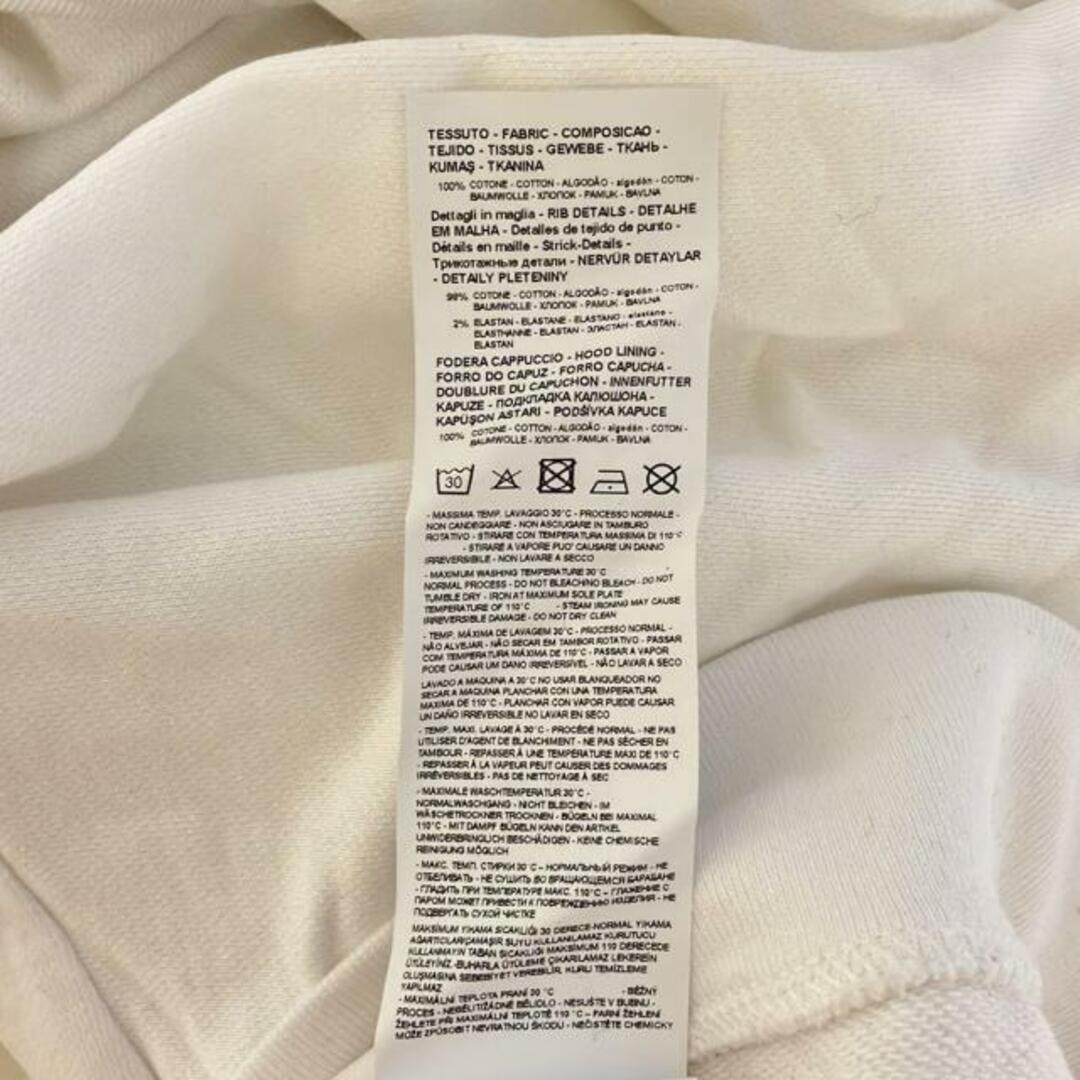 TESSUTO - FABRIC - COMPOSICAO -
TEJIDO - TISSUS - GEWEBE - ТКАНЬ -
KUMAŞ - TKANINA
100% COTONE - COTTON - ALGODÃO - algodón - COTON -
BAUMWOLLE - ХЛОПОК - PAMUK - BAVLNA
Dettagli in maglia - RIB DETAILS - DETALHE
EM MALHA - Detalles de tejido de punto -
Détails en maille - Strick-Details -
Трикотажные детали - NERVÜR DETAYLAR
- DETAILY PLETENINY
98% COTONE - COTTON - ALGODÃO - algodón - COTON -
BAUMWOLLE - ХЛОПОК - PAMUK - BAVLNA
2% ELASTAN - ELASTANE - ELASTANO - elastano -
ELASTHANNE - ELASTAN - ЭЛАСТАН - ELASTAN -
ELASTAN
FODERA CAPPUCCIO - HOOD LINING -
FORRO DO CAPUZ - FORRO CAPUCHA -
DOUBLURE DU CAPUCHON - INNENFUTTER
KAPUZE - ПОДКЛАДКА КАПЮШОНА -
KAPÜŞON ASTARI - PODŠÍVKA KAPUCE
100% COTONE - COTTON - ALGODÃO - algodón - COTON -
BAUMWOLLE - ХЛОПОК - PAMUK - BAVLNA
30
- MASSIMA TEMP. LAVAGGIO 30°C - PROCESSO NORMALE -
NON CANDEGGIARE - NON ASCIUGARE IN TAMBURO
ROTATIVO - STIRARE CON TEMPERATURA MASSIMA DI 110°C
- STIRARE A VAPORE PUO' CAUSARE UN DANNO
IRREVERSIBILE - NON LAVARE A SECCO
- MAXIMUM WASHING TEMPERATURE 30°C
NORMAL PROCESS - DO NOT BLEACHING BLEACH - DO NOT
TUMBLE DRY - IRON AT MAXIMUM SOLE PLATE
TEMPERATURE OF 110°C - STEAM IRONING MAY CAUSE
IRREVERSIBLE DAMAGE - DO NOT DRY CLEAN
- TEMP. MÁXIMA DE LAVAGEM 30°C - PROCESSO NORMAL -
NÃO ALVEJAR - NÃO SECAR EM TAMBOR ROTATIVO - PASSAR
COM TEMPERATURA MÁXIMA DE 110°C - PASSAR A VAPOR
PODE CAUSAR UM DANO IRREVERSÍVEL - NÃO LAVAR A SECO
LAVADO A MAQUINA A 30°C NO USAR BLANQUEADOR NO
SECAR A MAQUINA PLANCHAR CON UNA TEMPERATURA
MAXIMA DE 110°C - PLANCHAR CON VAPOR PUEDE CAUSAR
UN DAÑO IRREVERSIBLE NO LAVAR EN SECO
- TEMP. MAXI. LAVAGE À 30°C - PROCÉDÉ NORMAL - NE PAS
UTILISER D'AGENT DE BLANCHIMENT - NE PAS SÉCHER EN
TAMBOUR - REPASSER À UNE TEMPÉRATURE MAXI DE 110°C
- REPASSER À LA VAPEUR PEUT CAUSER DES DOMMAGES
IRRÉVERSIBLES - PAS DE NETTOYAGE À SEC
- MAXIMALE WASCHTEMPERATUR 30°C -
NORMALWASCHGANG - NICHT BLEICHEN - IM
WÄSCHETROCKNER TROCKNEN - BÜGELN BEI MAXIMAL
110°C - MIT DAMPF BÜGELN KANN DEN ARTIKEL
UNWIDERBRINGLICH BESCHÄDIGEN - KEINE CHEMISCHE
REINIGUNG MÖGLICH
- МАКС. ТЕМП. СТИРКИ 30°C – НОРМАЛЬНЫЙ РЕЖИМ - НЕ
ОТБЕЛИВАТЬ - НЕ СУШИТЬ ВО ВРАЩАЮЩЕМСЯ БАРАБАНЕ
- ГЛАДИТЬ ПРИ ТЕМПЕРАТУРЕ МАКС. 110°C – ГЛАЖЕНИЕ С
ПАРОМ МОЖЕТ ПРИВЕСТИ К ПОВРЕЖДЕНИЮ ИЗДЕЛИЯ - НЕ
ПОДВЕРГАТЬ СУХОЙ ЧИСТКЕ
MAKSİMUM YIKAMA SICAKLIĞI 30 DERECE-NORMAL YIKAMA
AĞARTICILAR/ÇAMAŞIR SUYU KULLANILAMAZ KURUTUCU
KULLANMAYIN TABAN SICAKLIĞI MAKSİMUM 110 DERECEDE
ÜTÜLEYİNİZ -BUHARLA ÜTÜLEME ÇIKARILAMAZ LEKERELİN
OLUŞMASINA SEBEBİYET VEREBİLİR. KURU TEMİZLEME
YAPILMAZ
- MAXIMÁLNÍ TEPLOTA PRANÍ 30 °C - BĚŽNÝ
PROCES - NEBĚLIT/ŽÁDNÉ BĚLIDLO - NESUŠTE V BUBNU -
ŽEHLETE PŘI MAXIMÁLNÍ TEPLOTĚ 110 °C – PARNÍ ŽEHLENÍ
MŮŽE ZPŮSOBIT NEVRATNOU ŠKODU - NEČISTĚTE CHEMICKY